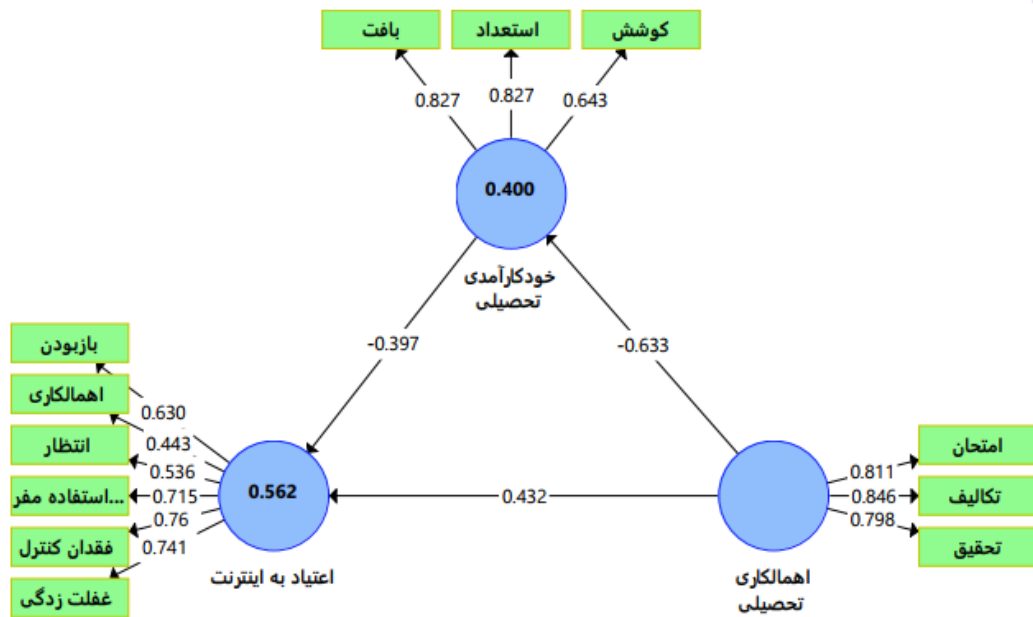 بافت
استعداد
کوشش
0.827
0.827
0.643
0.400
خودکارآمدی
تحصیلی
-0.397
-0.633
بازبودن
اهمالکاری
انتظار
استفاده مفر...
فقدان کنترل
غفلت زدگی
0.630
0.443
0.536
0.715
0.76
0.741
0.562
اعتیاد به اینترنت
0.432
اهمالکاری
تحصیلی
0.811
0.846
0.798
امتحان
تکالیف
تحقیق